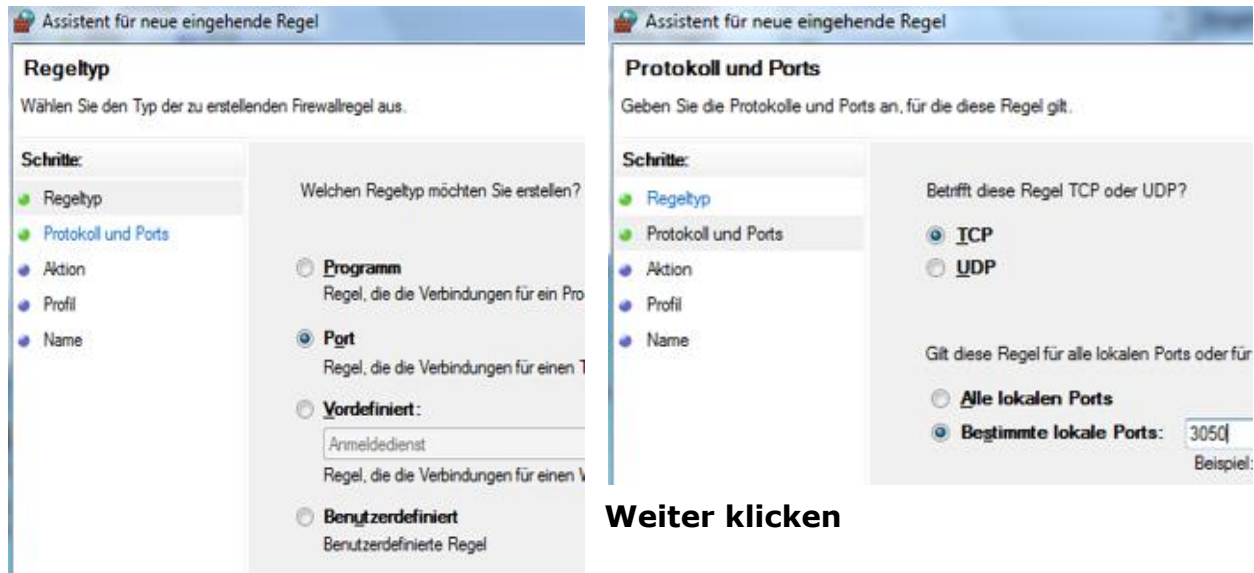 Assistent für neue eingehende Regel
Regeltyp
Wählen Sie den Typ der zu erstellenden Firewallregel aus.
Schritte:
Regeltyp
Protokoll und Ports
Aktion
Profil
Name
Welchen Regeltyp möchten Sie erstellen?
Programm
Regel, die die Verbindungen für ein Pro
Port
Regel, die die Verbindungen für einen
Vordefiniert:
Anmeldedienst
Regel, die die Verbindungen für einen
Benutzerdefiniert
Benutzerdefinierte Regel
Assistent für neue eingehende Regel
Protokoll und Ports
Geben Sie die Protokolle und Ports an, für die diese Regel gilt.
Schritte:
Regeltyp
Protokoll und Ports
Aktion
Profil
Name
Betrifft diese Regel TCP oder UDP?
TCP
UDP
Gilt diese Regel für alle lokalen Ports oder für
Alle lokalen Ports
Bestimmte lokale Ports: 3050
Beispiel:
Weiter klicken